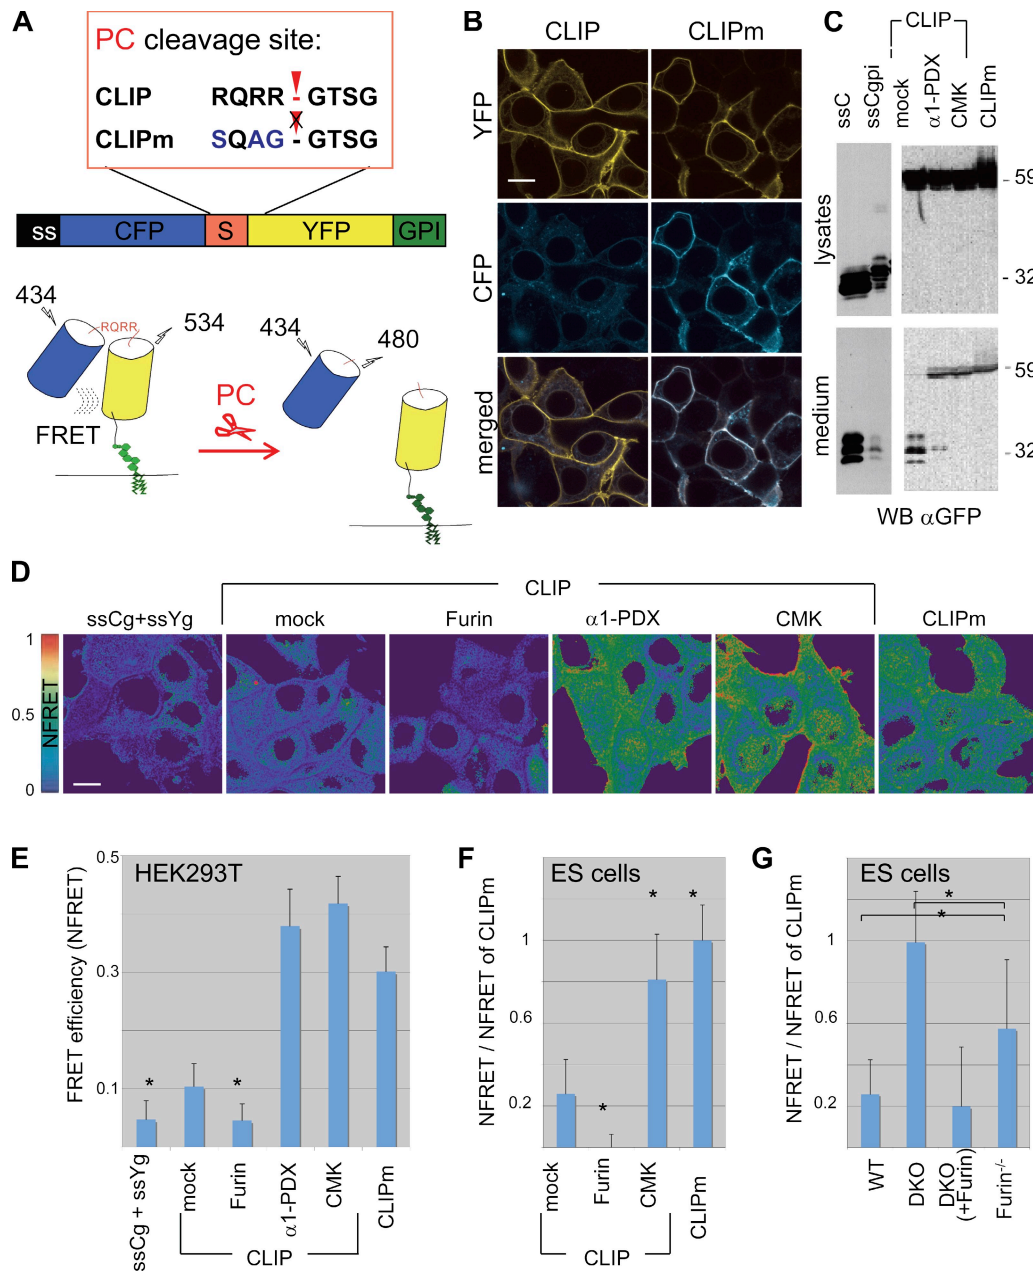 A
PC cleavage site:
CLIP RQRR - GTSG
CLIPm SQAG - GTSG
ss CFP S YFP GPI
434
RQRR
534
FRET
PC
434
480
B
CLIP CLIPm
YFP
CFP
merged
C
CLIP
ssC
ssCgpi
mock
α1-PDX
CMK
CLIPm
lysates
- 59
- 32
medium
-59
-32
WB αGFP
D
CLIP
ssCg+ssYg mock Furin α1-PDX CMK CLIPm
NFRET
1
0.5
0
E
HEK293T
FRET efficiency (NFRET)
0.5
0.3
0.1
*
*
ssCg + ssYg
mock
Furin
α1-PDX
CMK
CLIPm
CLIP
F
ES cells
NFRET / NFRET of CLIPm
1
0.6
0.2
*
*
*
mock
Furin
CMK
CLIPm
CLIP
G
ES cells
NFRET / NFRET of CLIPm
1
0.6
0.2
*
*
WT
DKO
DKO
(+Furin)
Furin-/-